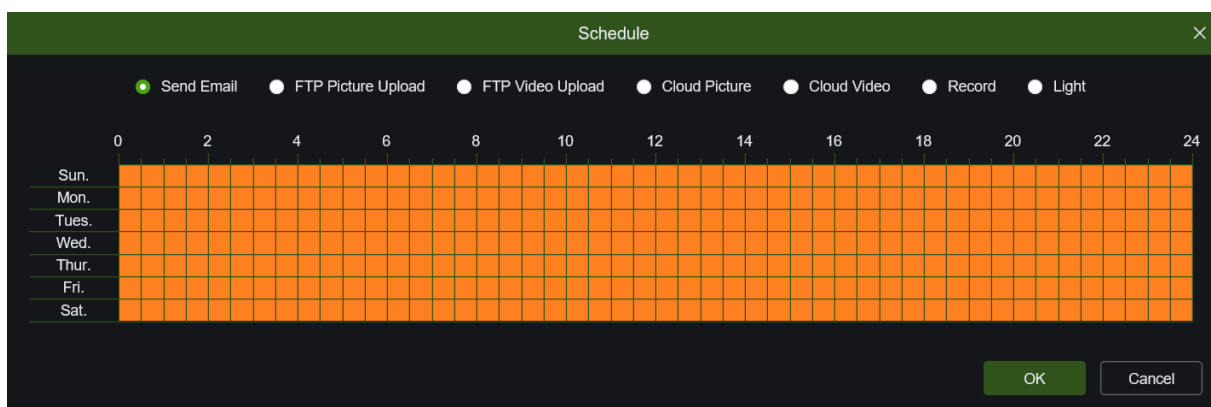 Schedule
Send Email FTP Picture Upload FTP Video Upload Cloud Picture Cloud Video Record Light
0 2 4 6 8 10 12 14 16 18 20 22 24
Sun.
Mon.
Tues.
Wed.
Thur.
Fri.
Sat.
OK Cancel